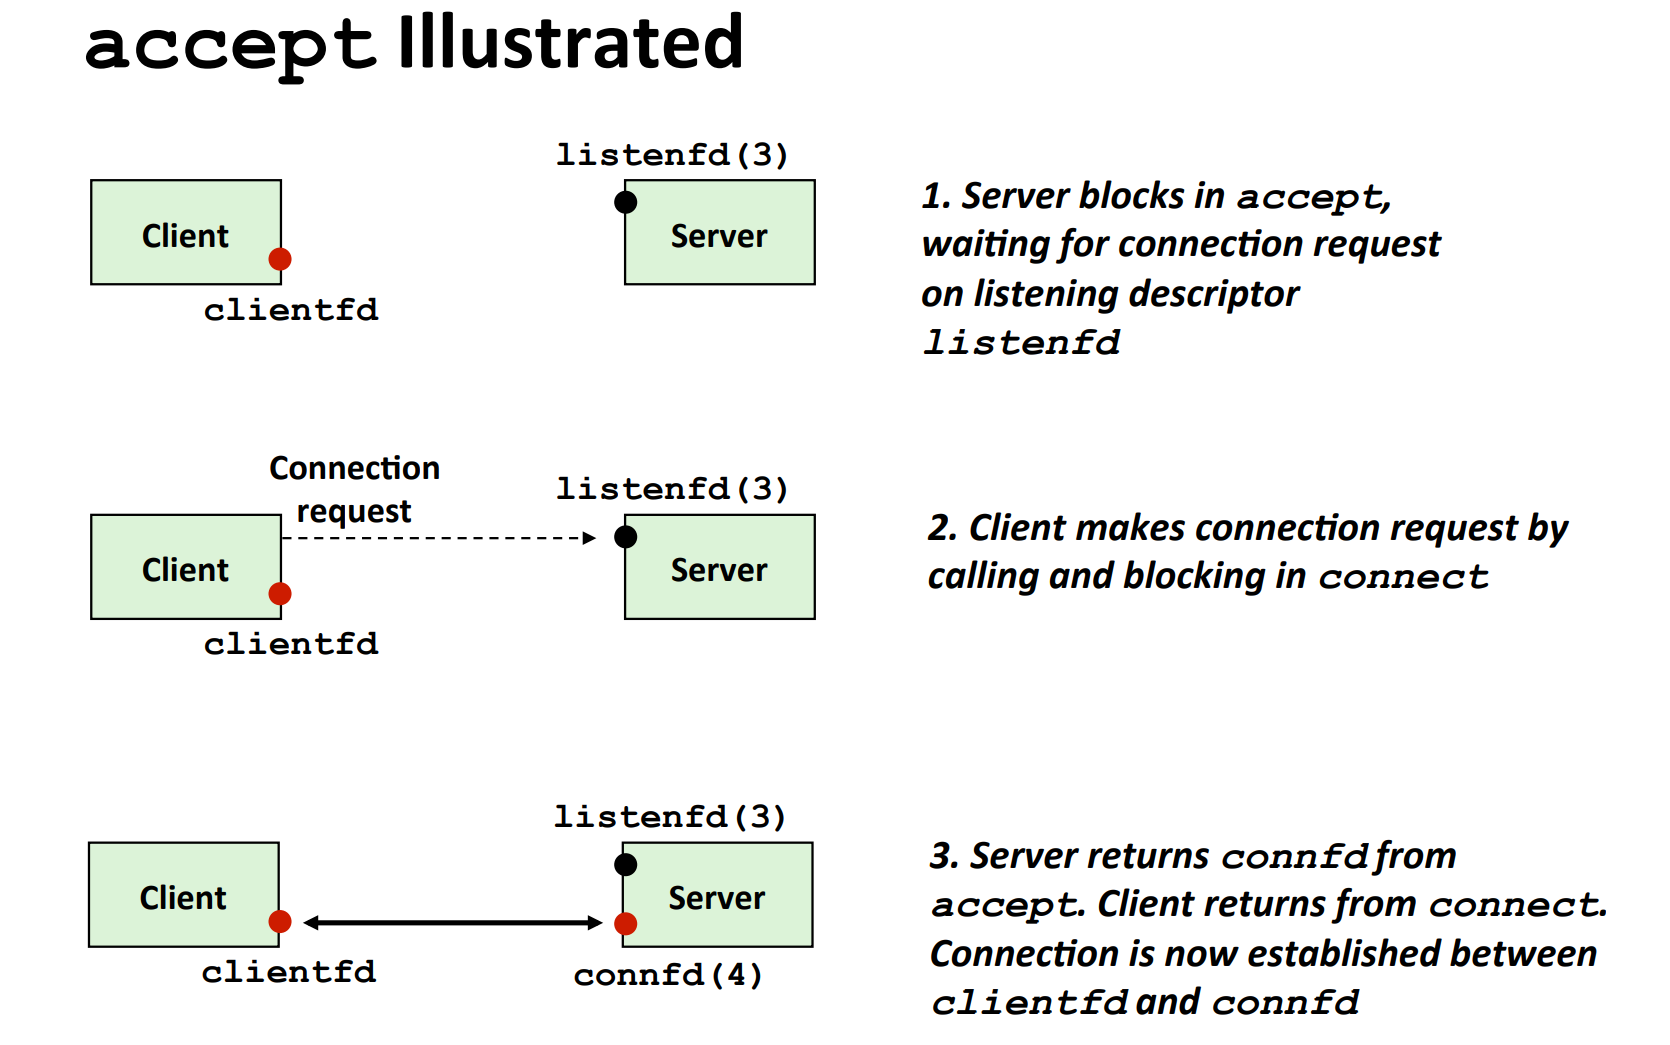 accept Illustrated
listenfd(3)
Client
Server
clientfd
1. Server blocks in accept,
waiting for connection request
on listening descriptor
listenfd
Connection
request
listenfd(3)
Client
Server
clientfd
2. Client makes connection request by
calling and blocking in connect
listenfd(3)
Client
Server
clientfd
connfd(4)
3. Server returns connfd from
accept. Client returns from connect.
Connection is now established between
clientfd and connfd